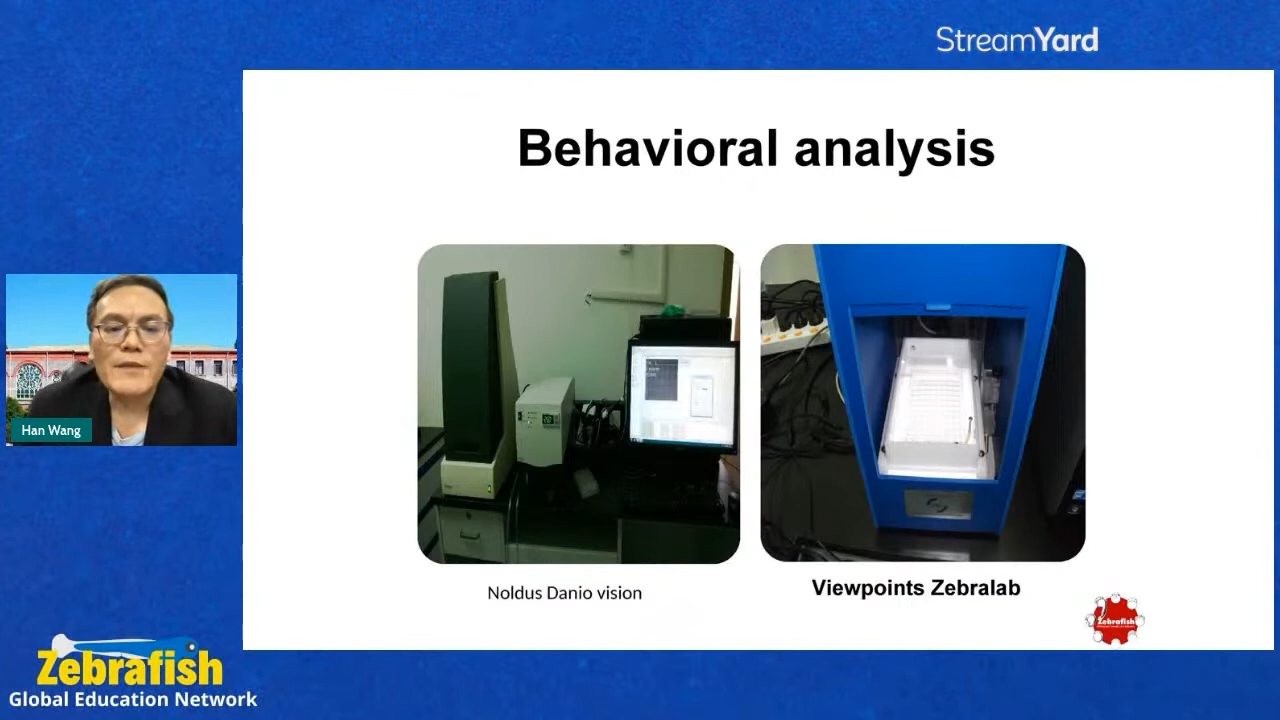 StreamYard
Behavioral analysis
Han Wang
Noldus Danio vision
Viewpoints Zebralab
Zebrafish
Zebrafish
Global Education Network